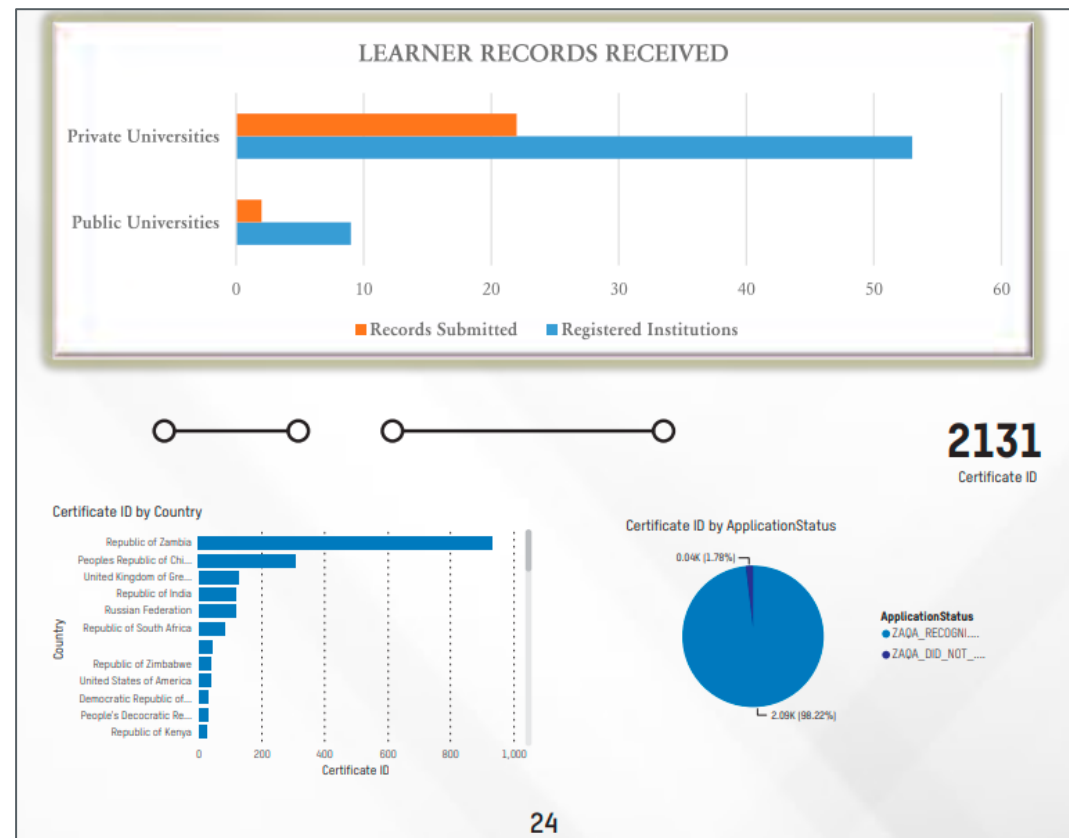 LEARNER RECORDS RECEIVED
Private Universities
Public Universities
0 10 20 30 40 50 60
Records Submitted Registered Institutions
2131
Certificate ID
Certificate ID by Country
Republic of Zambia
Peoples Republic of Chi...
United Kingdom of Gre...
Republic of India
Russian Federation
Republic of South Africa
Republic of Zimbabwe
United States of America
Democratic Republic of...
People's Decocratic Re...
Republic of Kenya
Country
0 200 400 600 800 1,000
Certificate ID
Certificate ID by ApplicationStatus
0.04K (1.78%)
2.09K (98.22%)
ApplicationStatus
ZAQA_RECOGNI....
ZAQA_DID_NOT_....
24